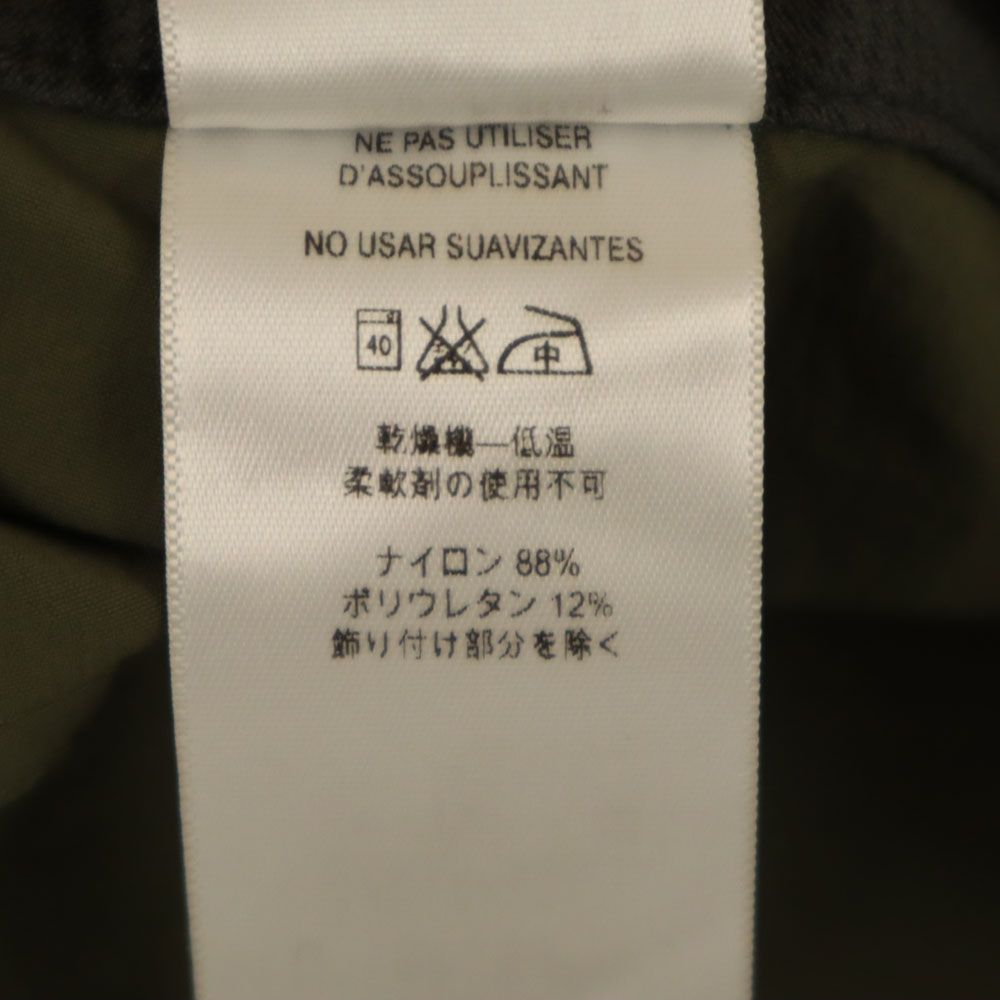 NE PAS UTILISER
D'ASSOUPLISSANT
NO USAR SUAVIZANTES
40 中
乾燥機—低温
柔軟剤の使用不可
ナイロン 88%
ポリウレタン 12%
飾り付け部分を除く